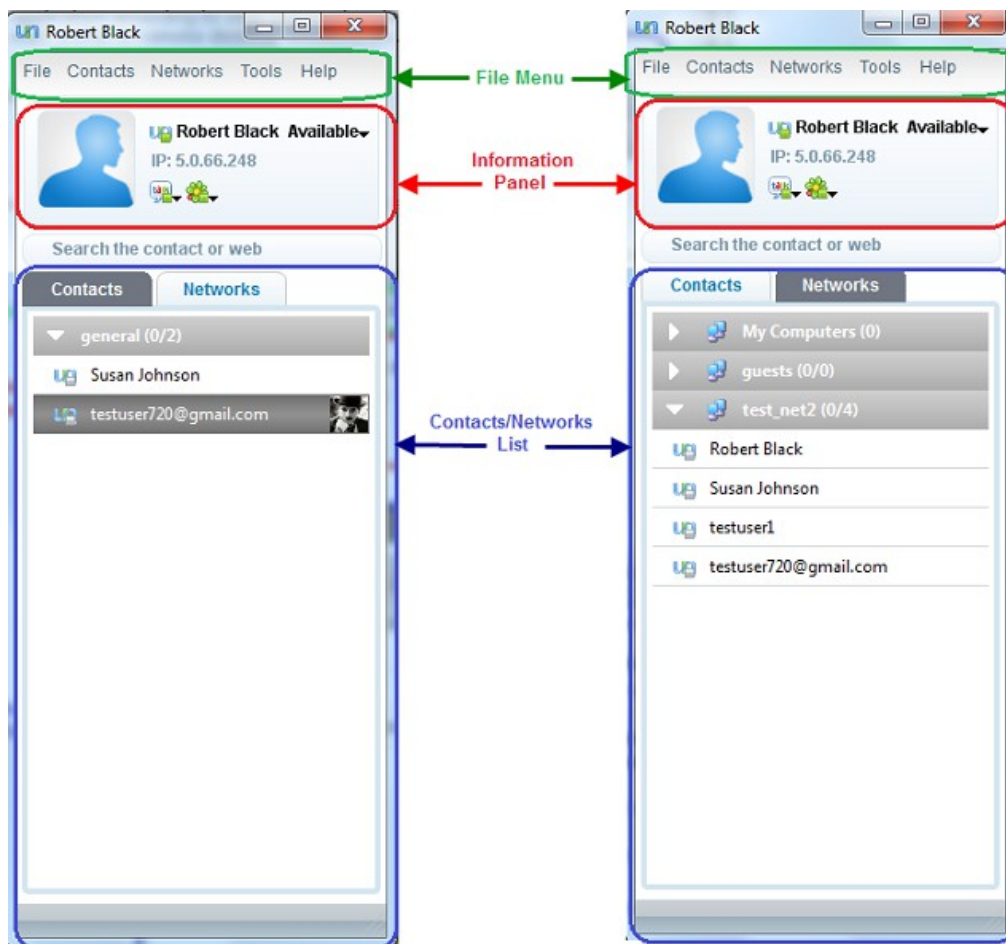 Robert Black
File Contacts Networks Tools Help
Robert Black Available
IP: 5.0.66.248
Search the contact or web
Contacts Networks
general (0/2)
Susan Johnson
testuser720@gmail.com
File Menu
Information
Panel
Contacts/Networks
List
Robert Black
File Contacts Networks Tools Help
Robert Black Available
IP: 5.0.66.248
Search the contact or web
Contacts Networks
My Computers (0)
guests (0/0)
test_net2 (0/4)
Robert Black
Susan Johnson
testuser1
testuser720@gmail.com